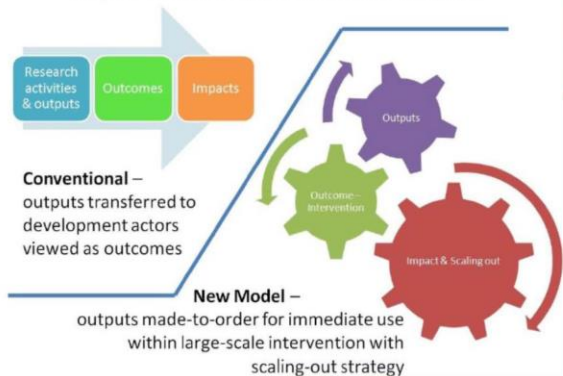 Research
activities
& outputs
Outcomes
Impacts
Conventional –
outputs transferred to
development actors
viewed as outcomes
Outputs
Outcome –
Intervention
Impact & Scaling out
New Model –
outputs made-to-order for immediate use
within large-scale intervention with
scaling-out strategy